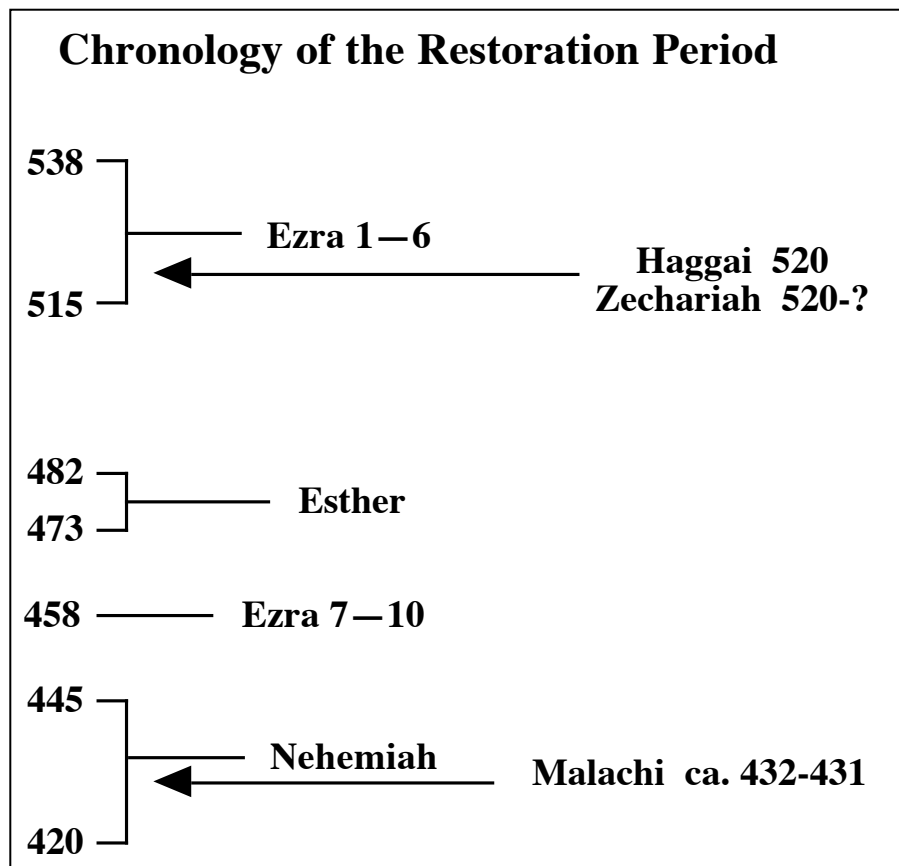 Chronology of the Restoration Period
538
Ezra 1—6
Haggai 520
515
Zechariah 520-?
482
Esther
473
458
Ezra 7—10
445
Nehemiah
Malachi ca. 432-431
420